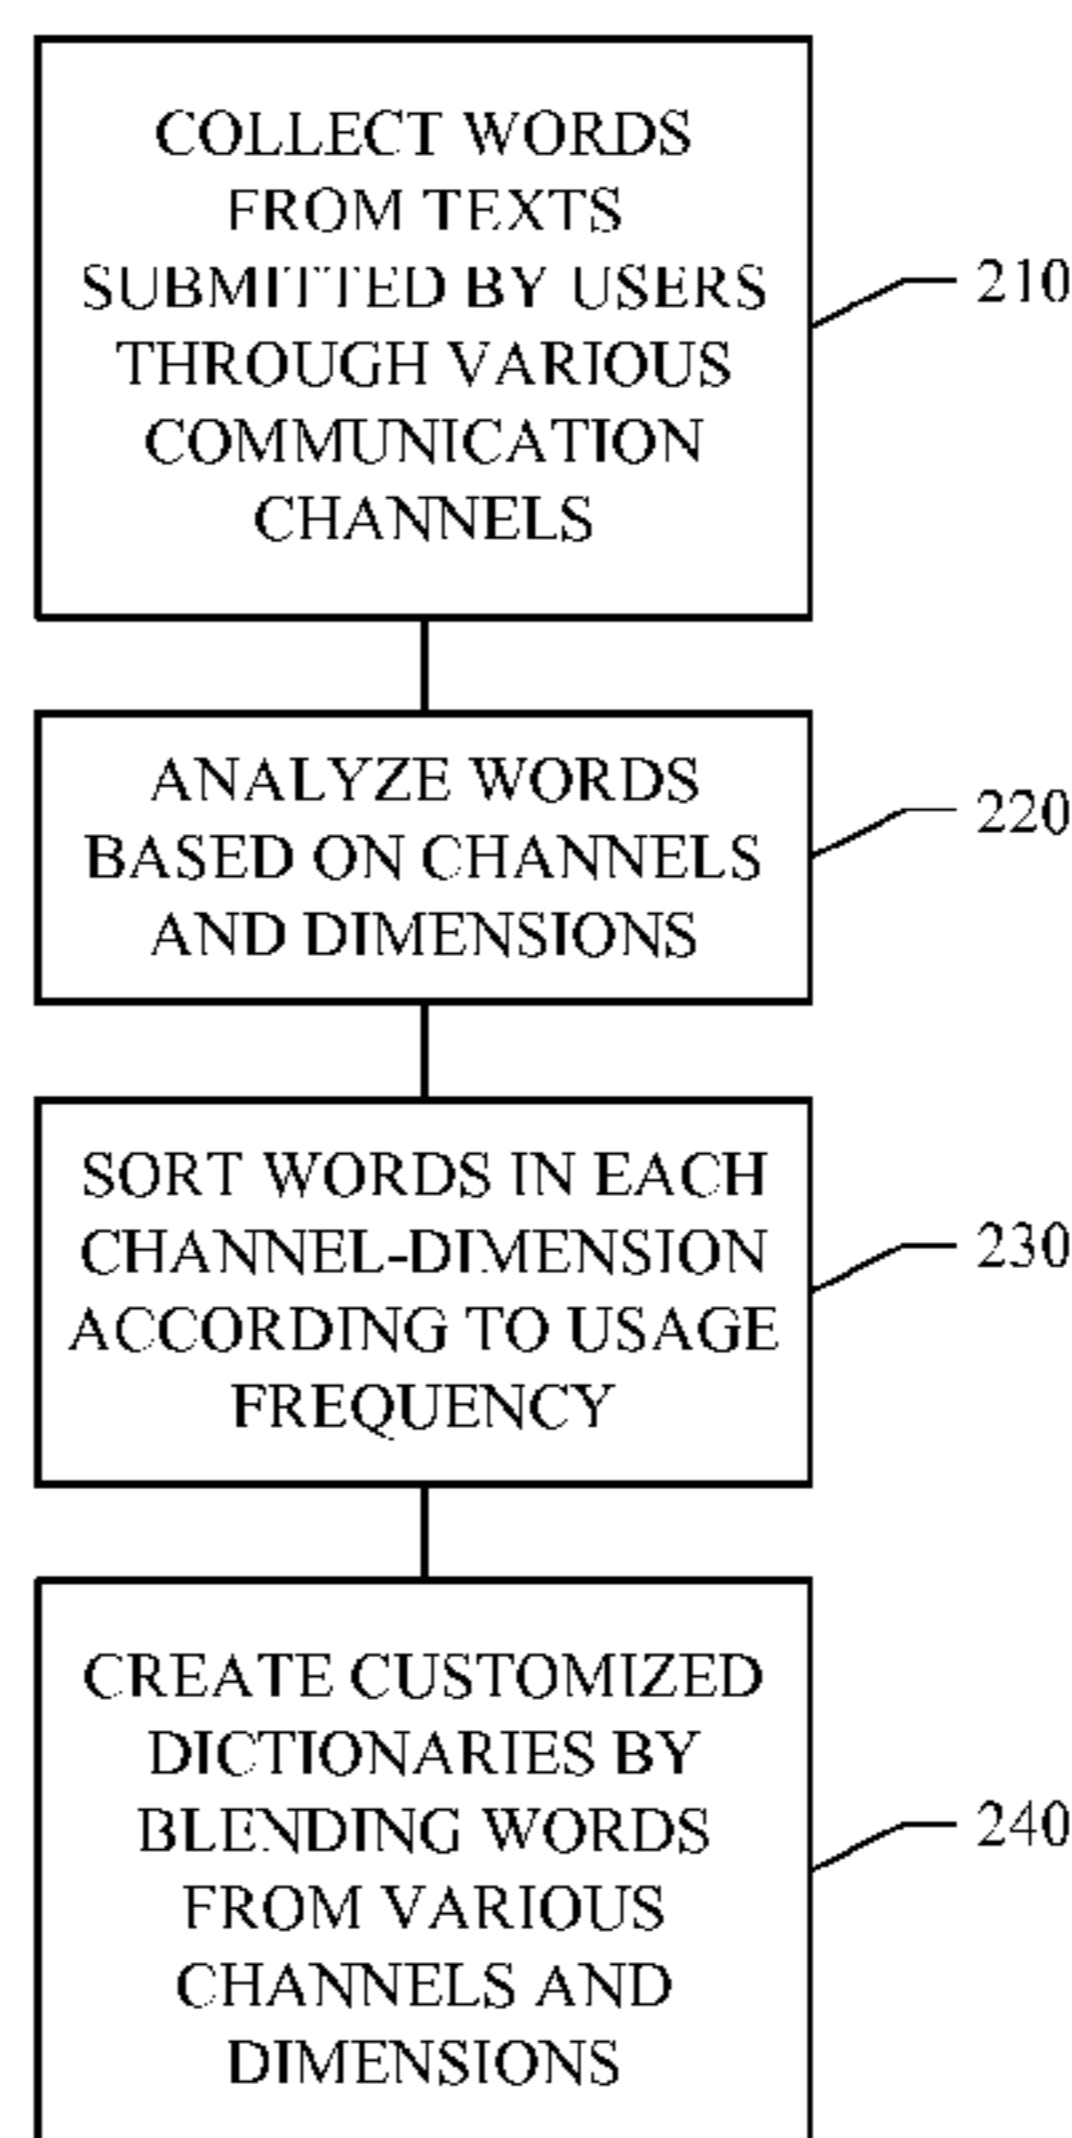 COLLECT WORDS
FROM TEXTS
SUBMITTED BY USERS
THROUGH VARIOUS
COMMUNICATION
CHANNELS
210
ANALYZE WORDS
BASED ON CHANNELS
AND DIMENSIONS
220
SORT WORDS IN EACH
CHANNEL-DIMENSION
ACCORDING TO USAGE
FREQUENCY
230
CREATE CUSTOMIZED
DICTIONARIES BY
BLENDING WORDS
FROM VARIOUS
CHANNELS AND
DIMENSIONS
240